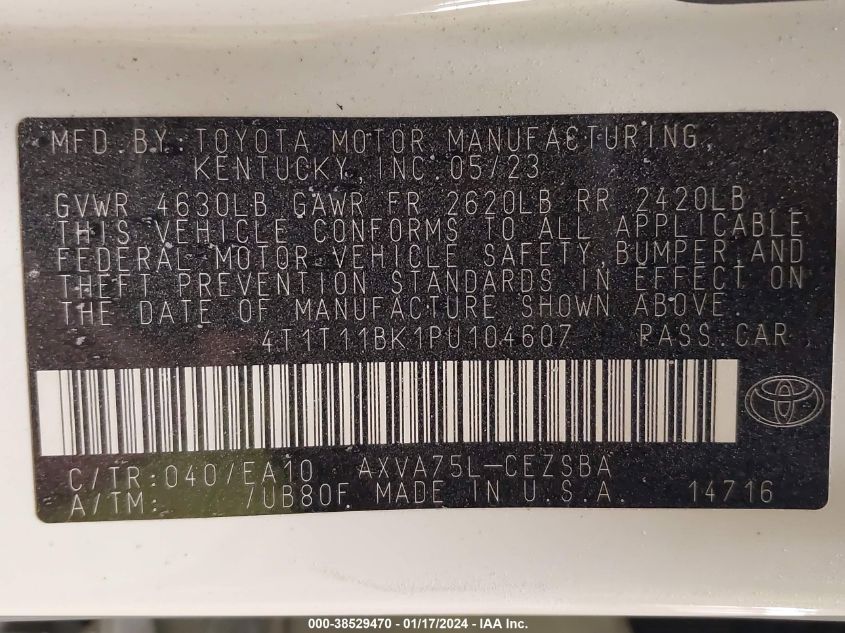 MFD.BY:TOYOTA MOTOR MANUFACTURING,
KENTUCKY,INC.05/23
GVWR 4630LB GAWR FR 2620LB RR 2420LB
THIS VEHICLE CONFORMS TO ALL APPLICABLE
FEDERAL MOTOR VEHICLE SAFETY,BUMPER,AND
THEFT PREVENTION STANDARDS IN EFFECT ON
THE DATE OF MANUFACTURE SHOWN ABOVE.
4T1T11BK1PU104607 PASS.CAR
C/TR:040/EA10 AXVA75L-CEZSBA
A/TM: /UB80F MADE IN U.S.A. 14716
000-38529470 - 01/17/2024 - IAA Inc.